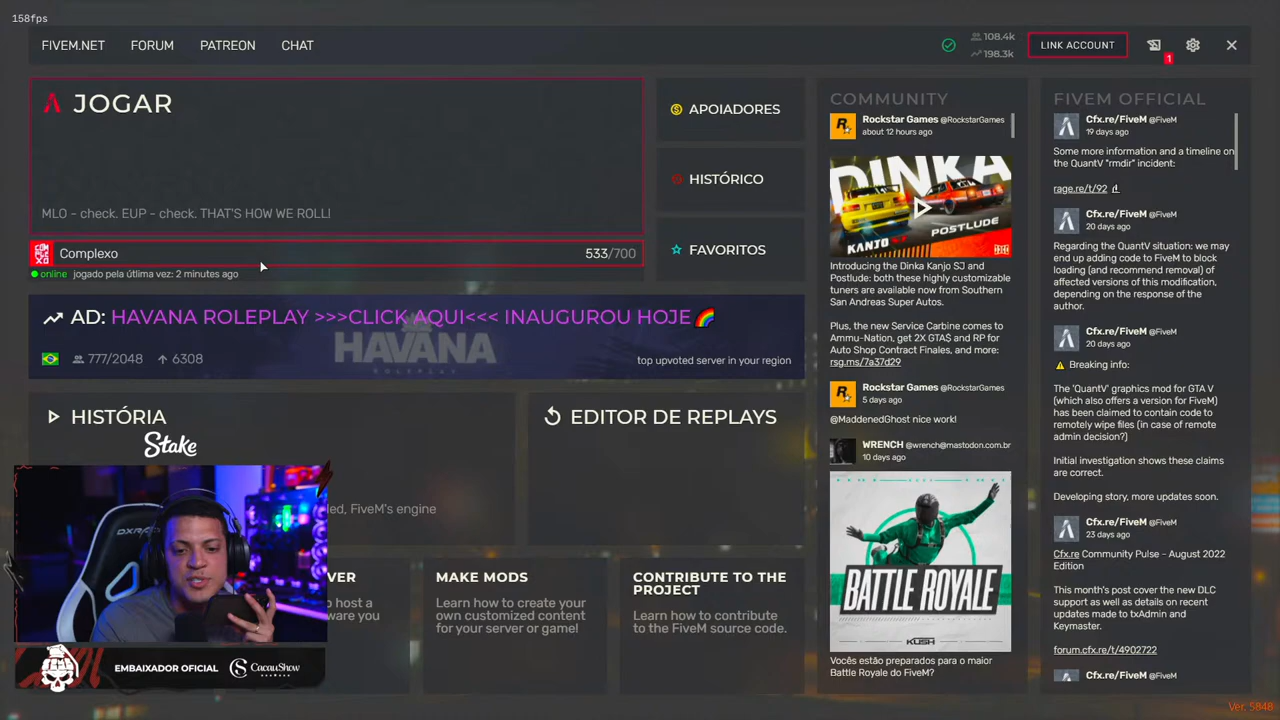 158fps
FIVEM.NET FORUM PATREON CHAT
108.4k
198.3k
LINK ACCOUNT
1
JOGAR
MLO - check. EUP - check. THAT'S HOW WE ROLL!
Complexo 533/700
online jogado pela útlima vez: 2 minutes ago
APOIADORES
HISTÓRICO
FAVORITOS
AD: HAVANA ROLEPLAY >>>CLICK AQUI<<< INAUGUROU HOJE
HAVANA
ROLEPLAY
777/2048 6308
top upvoted server in your region
HISTÓRIA
Stake
ed, FiveM's engine
EDITOR DE REPLAYS
DXRA
EMBAIXADOR OFICIAL CacauShow
VER
o host a
ware you
MAKE MODS
Learn how to create your
own customized content
for your server or game!
CONTRIBUTE TO THE
PROJECT
Learn how to contribute
to the FiveM source code.
COMMUNITY
Rockstar Games @RockstarGames
about 12 hours ago
DINKA
KANJO SJ
POSTLUDE
Introducing the Dinka Kanjo SJ and
Postlude: both these highly customizable
tuners are available now from Southern
San Andreas Super Autos.
Plus, the new Service Carbine comes to
Ammu-Nation, get 2X GTA$ and RP for
Auto Shop Contract Finales, and more:
rsg.ms/7a37d29
Rockstar Games @RockstarGames
5 days ago
@MaddenedGhost nice work!
WRENCH @wrench@mastodon.com.br
10 days ago
BATTLE ROYALE
KUSH
Vocês estão preparados para o maior
Battle Royale do FiveM?
FIVEM OFFICIAL
Cfx.re/FiveM @FiveM
19 days ago
Some more information and a timeline on
the QuantV "rmdir" incident:
rage.re/t/92
Cfx.re/FiveM @FiveM
20 days ago
Regarding the QuantV situation: we may
end up adding code to FiveM to block
loading (and recommend removal) of
affected versions of this modification,
depending on the response of the
author.
Cfx.re/FiveM @FiveM
20 days ago
Breaking info:
The 'QuantV' graphics mod for GTA V
(which also offers a version for FiveM)
has been claimed to contain code to
remotely wipe files (in case of remote
admin decision?)
Initial investigation shows these claims
are correct.
Developing story, more updates soon.
Cfx.re/FiveM @FiveM
23 days ago
Cfx.re Community Pulse - August 2022
Edition
This month's post cover the new DLC
support as well as details on recent
updates made to txAdmin and
Keymaster.
forum.cfx.re/t/4902722
Cfx.re/FiveM @FiveM
Ver. 5848